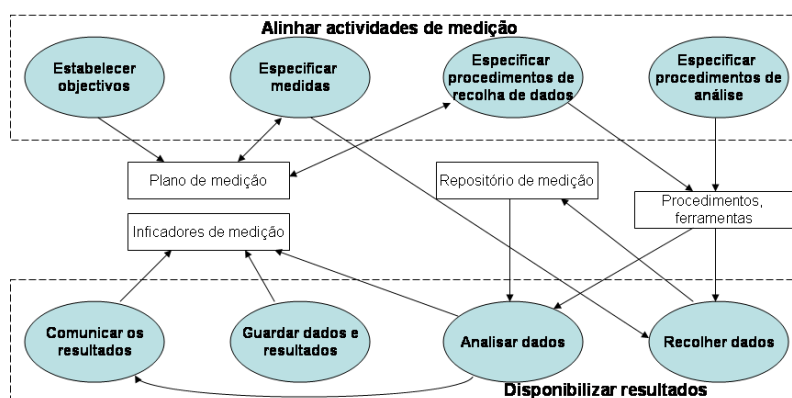 Alinhar actividades de medição
Estabelecer
objectivos
Especificar
medidas
Especificar
procedimentos de
recolha de dados
Especificar
procedimentos de
análise
Plano de medição
Repositório de medição
Procedimentos,
ferramentas
Inficadores de medição
Comunicar os
resultados
Guardar dados e
resultados
Analisar dados
Recolher dados
Disponibilizar resultados